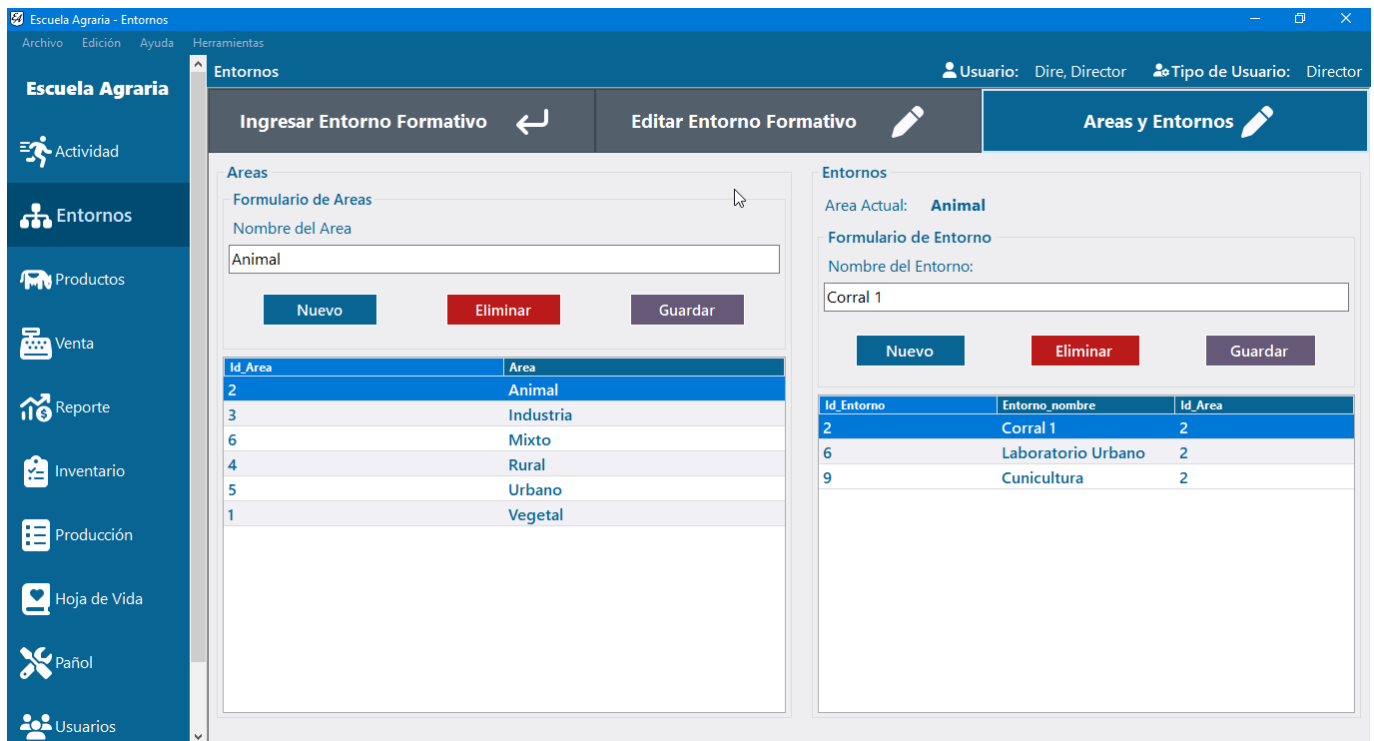 Escuela Agraria - Entornos
Archivo Edición Ayuda Herramientas
Escuela Agraria
Actividad
Entornos
Productos
Venta
Reporte
Inventario
Producción
Hoja de Vida
Pañol
Usuarios
Entornos Usuario: Dire, Director Tipo de Usuario: Director
Ingresar Entorno Formativo Editar Entorno Formativo Areas y Entornos
Areas
Formulario de Areas
Nombre del Area
Animal
Nuevo Eliminar Guardar
Id_Area Area
2 Animal
3 Industria
6 Mixto
4 Rural
5 Urbano
1 Vegetal
Entornos
Area Actual: Animal
Formulario de Entorno
Nombre del Entorno:
Corral 1
Nuevo Eliminar Guardar
Id_Entorno Entorno_nombre Id_Area
2 Corral 1 2
6 Laboratorio Urbano 2
9 Cunicultura 2